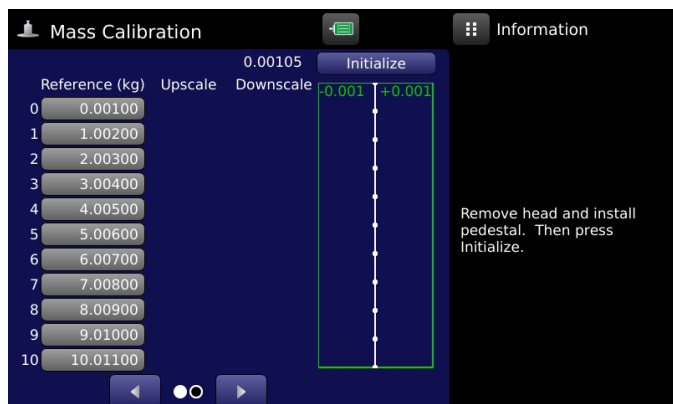 Mass Calibration
Information
0.00105 Initialize
Reference (kg) Upscale Downscale
-0.001 +0.001
0 0.00100
1 1.00200
2 2.00300
3 3.00400
4 4.00500
5 5.00600
6 6.00700
7 7.00800
8 8.00900
9 9.01000
10 10.01100
Remove head and install
pedestal. Then press
Initialize.